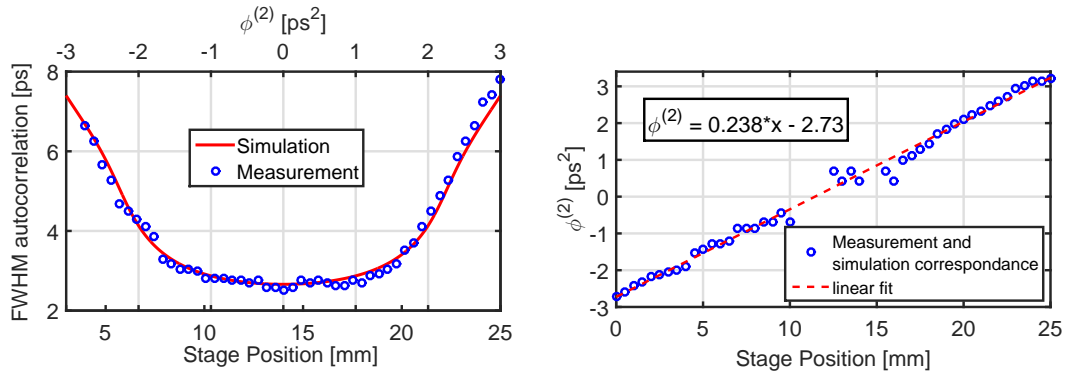 ϕ(2) [ps2]
-3 -2 -1 0 1 2 3
FWHM autocorrelation [ps]
8
6
4
2
Simulation
Measurement
5 10 15 20 25
Stage Position [mm]
ϕ(2) [ps2]
3
2
1
0
-1
-2
-3
ϕ(2) = 0.238*x - 2.73
Measurement and
simulation correspondance
linear fit
0 5 10 15 20 25
Stage Position [mm]